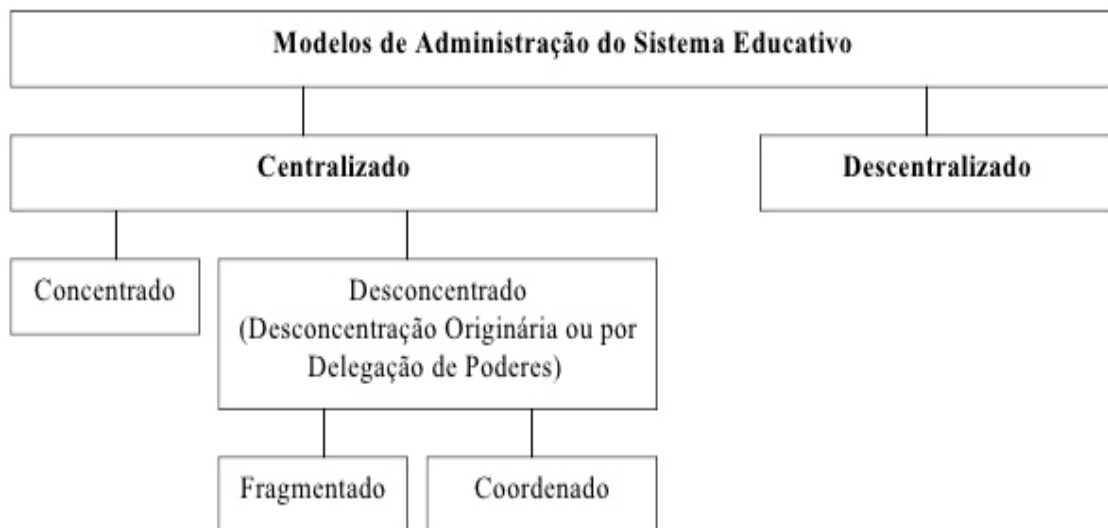 Modelos de Administração do Sistema Educativo
Centralizado
Descentralizado
Concentrado
Desconcentrado
(Desconcentração Originária ou por
Delegação de Poderes)
Fragmentado
Coordenado